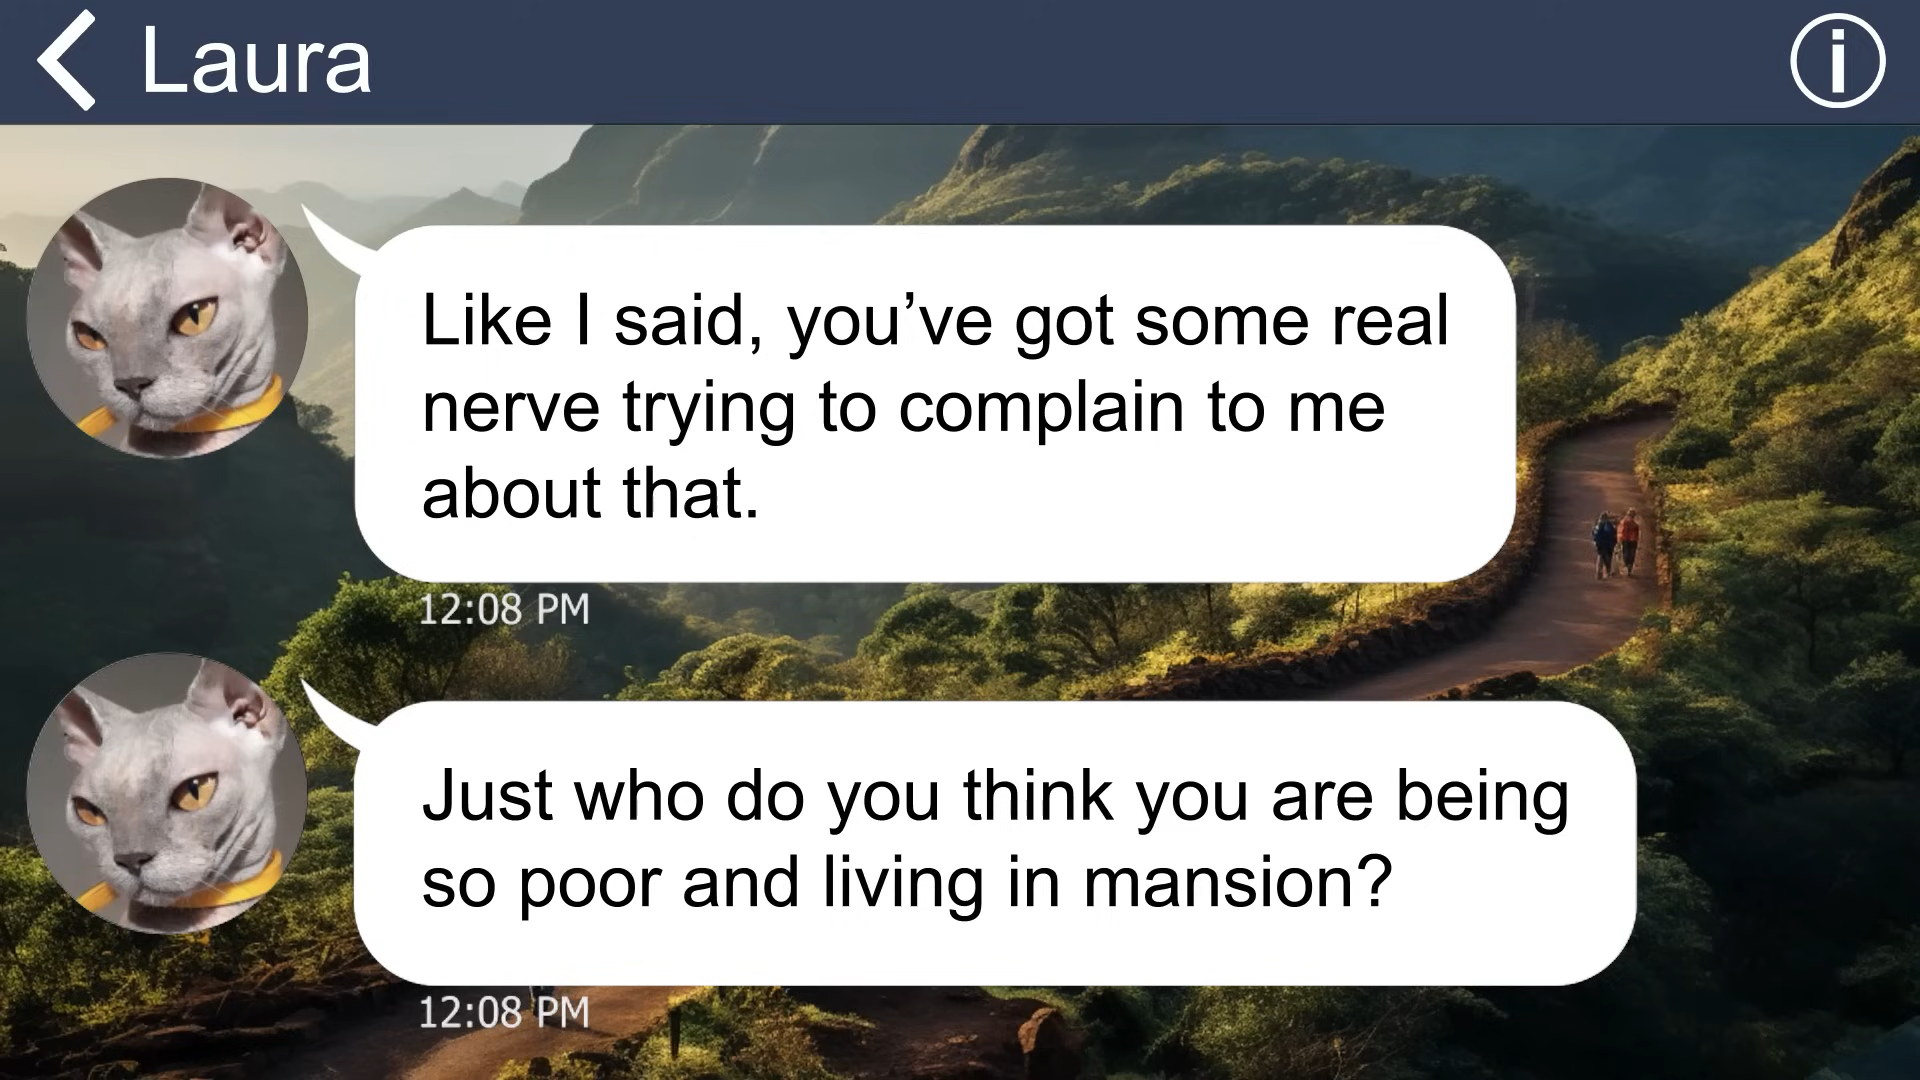 Laura
Like I said, you’ve got some real
nerve trying to complain to me
about that.
12:08 PM
Just who do you think you are being
so poor and living in mansion?
12:08 PM